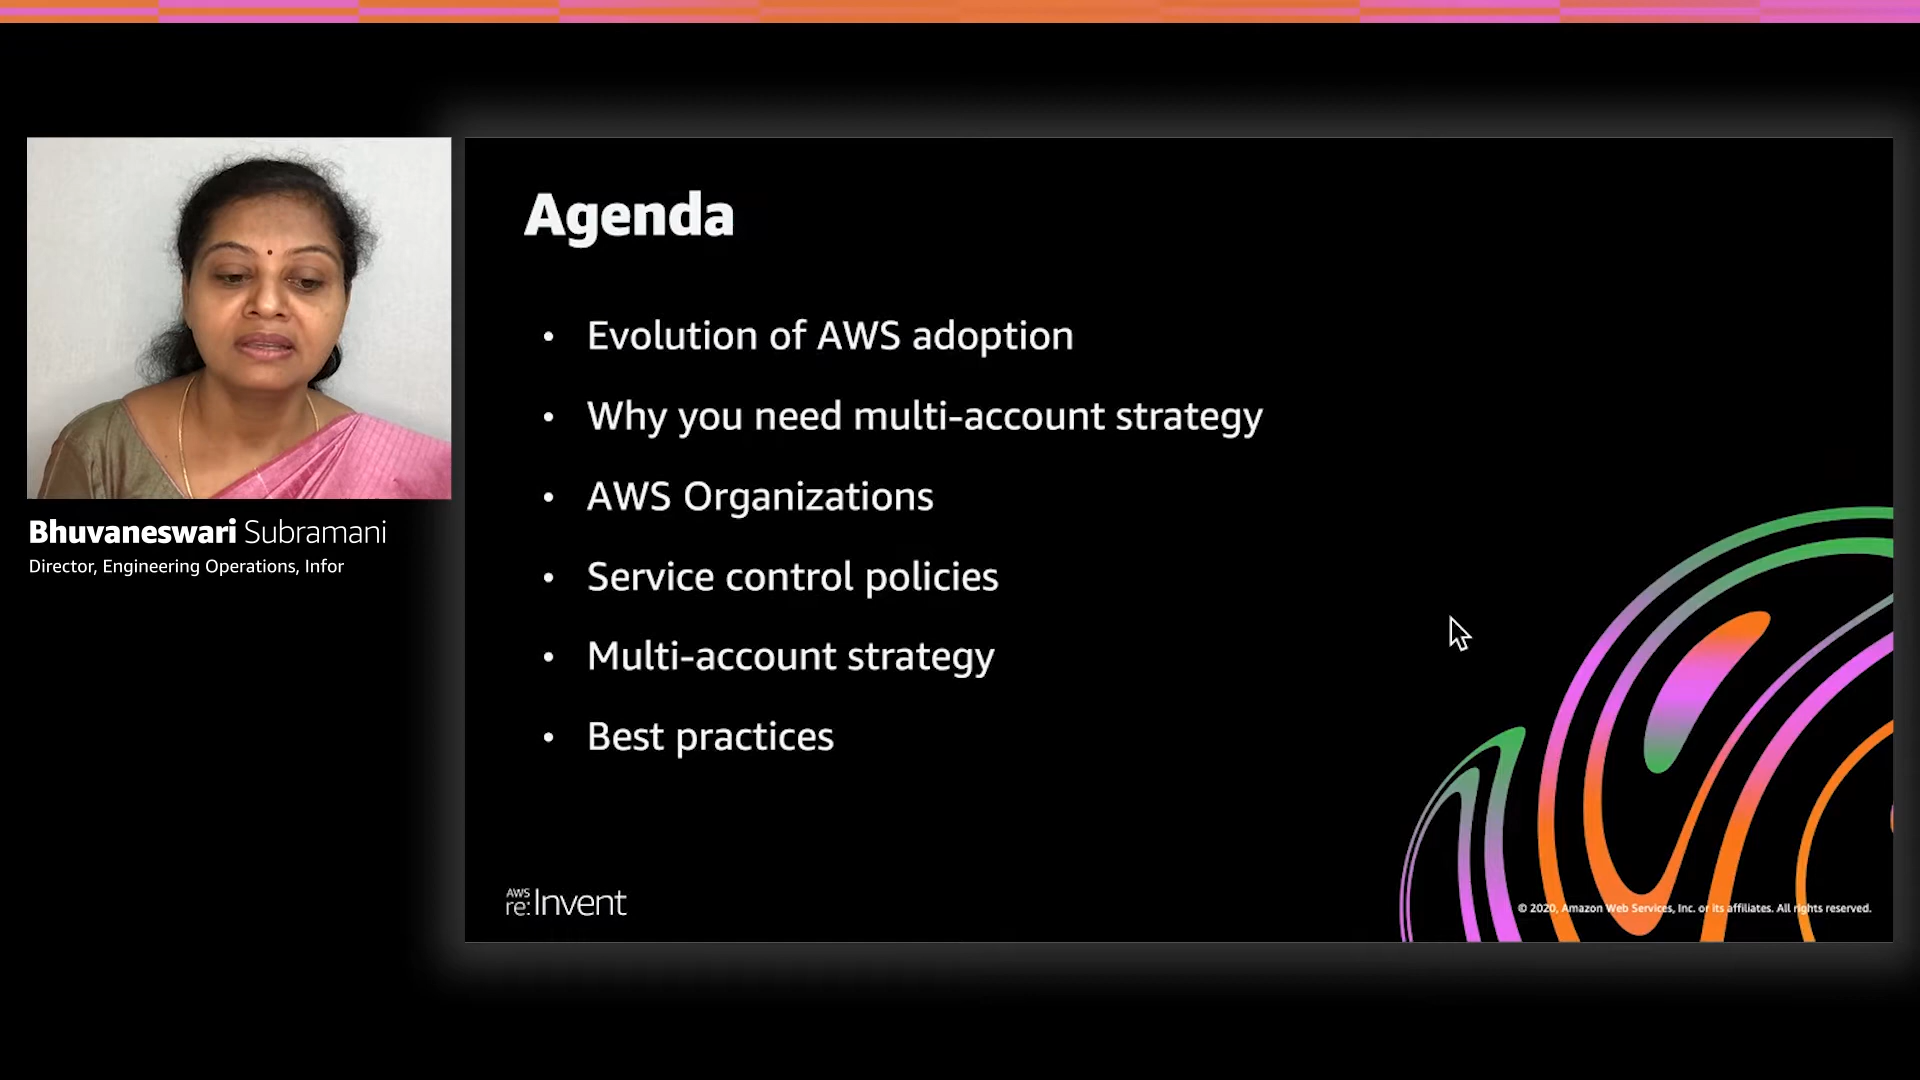 Agenda
• Evolution of AWS adoption
• Why you need multi-account strategy
• AWS Organizations
• Service control policies
• Multi-account strategy
• Best practices
Bhuvaneswari Subramani
Director, Engineering Operations, Infor
AWS
re:Invent
© 2020, Amazon Web Services, Inc. or its affiliates. All rights reserved.